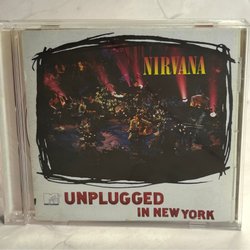 NIRVANA
UNPLUGGED
IN NEW YORK